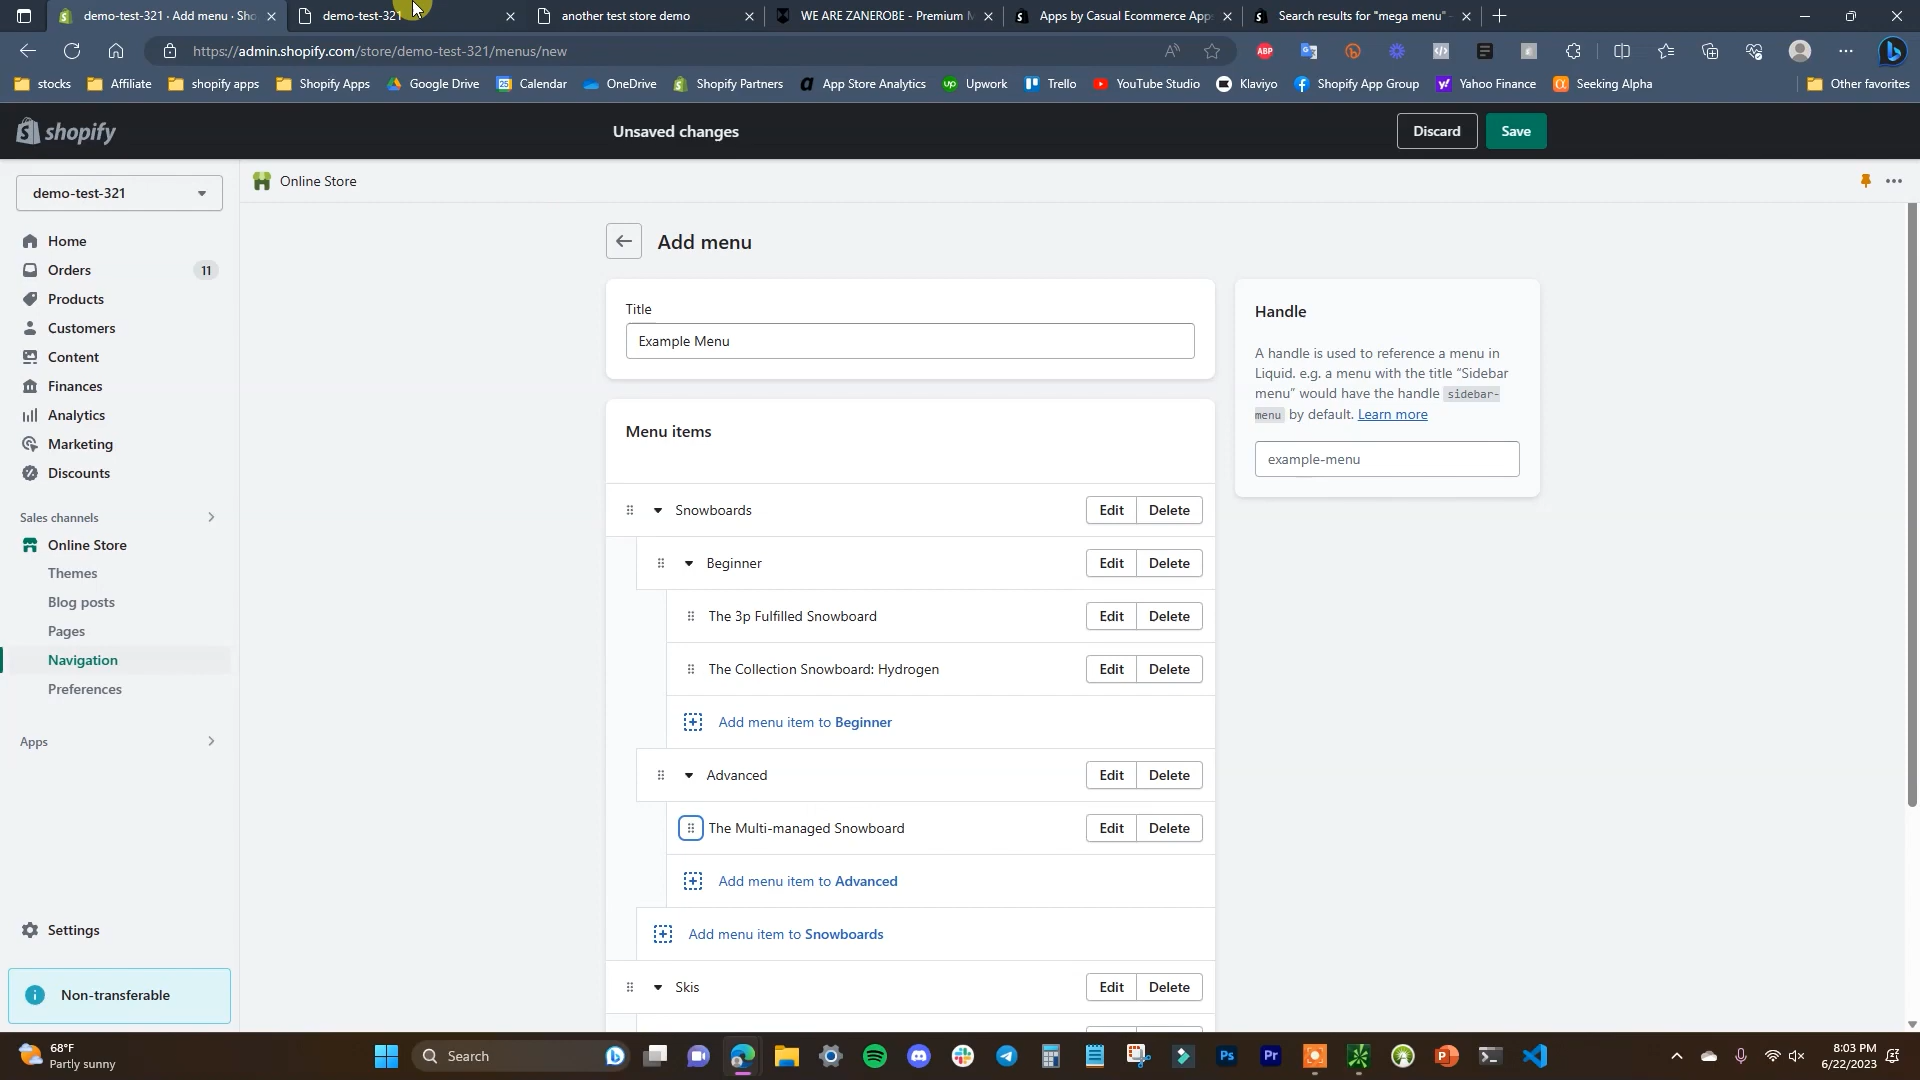 demo-test-321 · Add menu · Sho
demo-test-321
another test store demo
WE ARE ZANEROBE - Premium M
Apps by Casual Ecommerce Apps
Search results for "mega menu" -
https://admin.shopify.com/store/demo-test-321/menus/new
ABP
stocks
Affiliate
shopify apps
Shopify Apps
Google Drive
Calendar
OneDrive
Shopify Partners
App Store Analytics
Upwork
Trello
YouTube Studio
Klaviyo
Shopify App Group
Yahoo Finance
Seeking Alpha
Other favorites
shopify
Unsaved changes
Discard
Save
demo-test-321
Online Store
Home
Orders
11
Products
Customers
Content
Finances
Analytics
Marketing
Discounts
Sales channels
Online Store
Themes
Blog posts
Pages
Navigation
Preferences
Apps
Settings
Non-transferable
Add menu
Title
Example Menu
Menu items
Snowboards
Edit
Delete
Beginner
Edit
Delete
The 3p Fulfilled Snowboard
Edit
Delete
The Collection Snowboard: Hydrogen
Edit
Delete
Add menu item to Beginner
Advanced
Edit
Delete
The Multi-managed Snowboard
Edit
Delete
Add menu item to Advanced
Add menu item to Snowboards
Skis
Edit
Delete
Handle
A handle is used to reference a menu in
Liquid. e.g. a menu with the title “Sidebar
menu” would have the handle sidebar-
menu by default. Learn more
example-menu
68°F
Partly sunny
Search
Ps
Pr
8:03 PM
6/22/2023